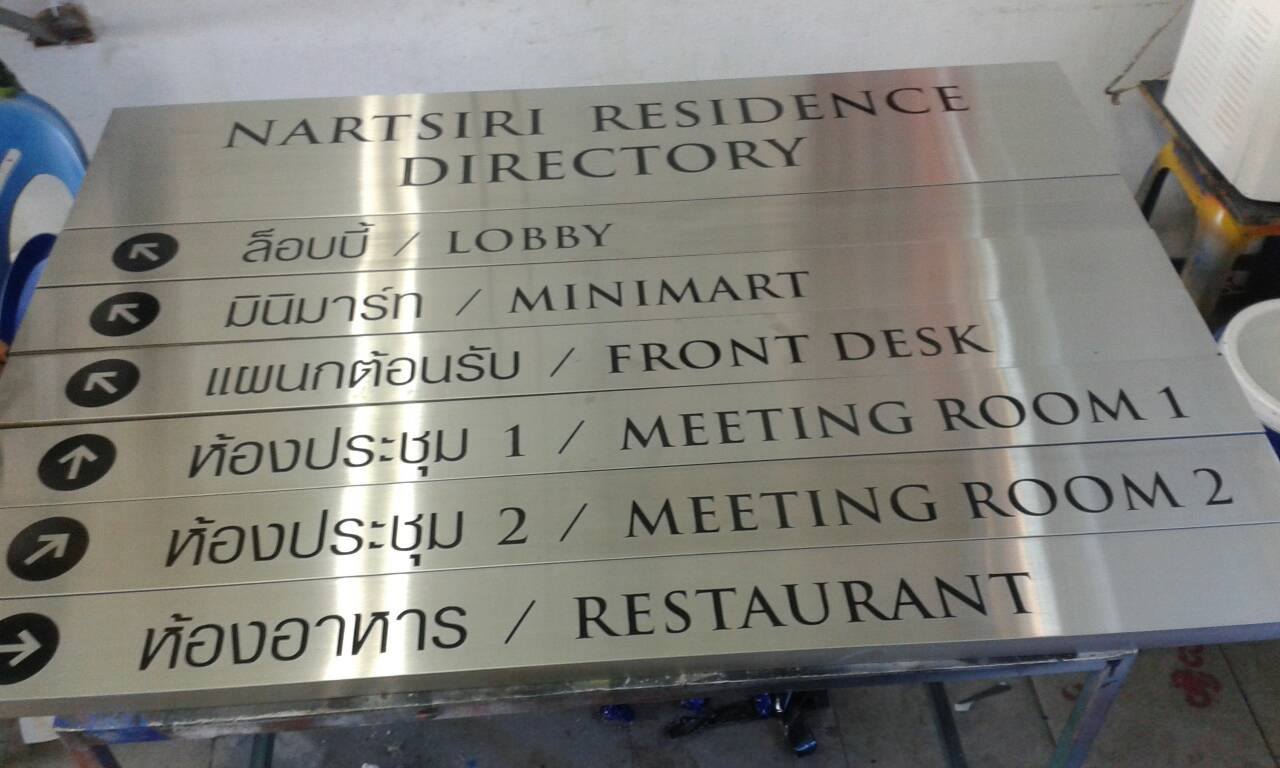 NARTSIRI RESIDENCE
DIRECTORY
ล็อบบี้ / LOBBY
มินิมาร์ท / MINIMART
แผนกต้อนรับ / FRONT DESK
ห้องประชุม 1 / MEETING ROOM 1
ห้องประชุม 2 / MEETING ROOM 2
ห้องอาหาร / RESTAURANT